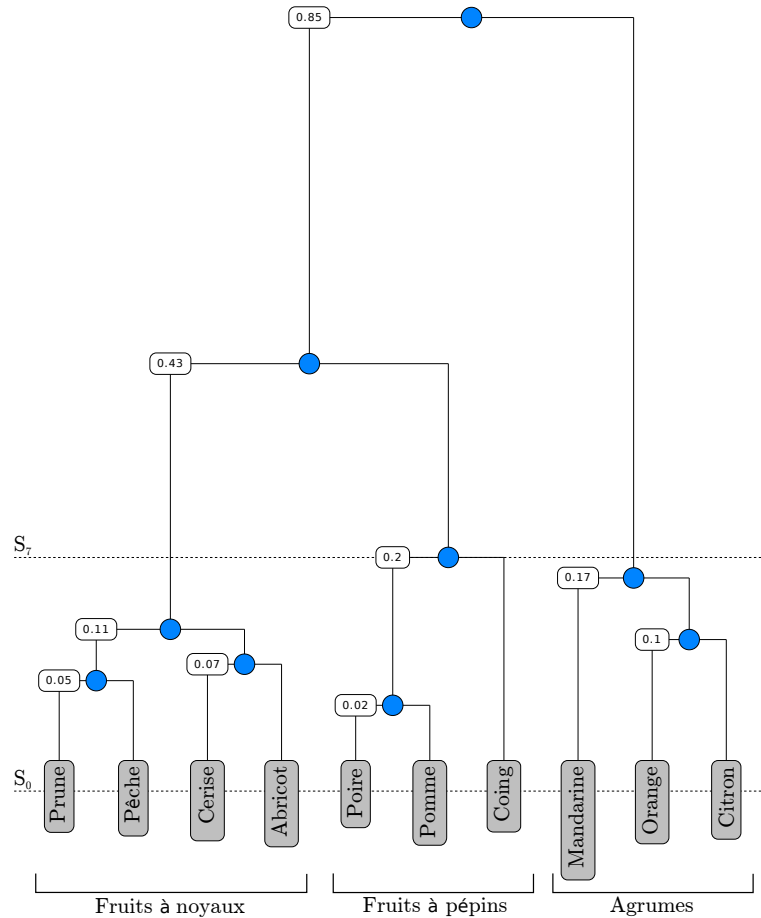 0.85
0.43
S₇
0.2
0.17
0.11
0.1
0.07
0.05
0.02
S₀
Prune
Pêche
Cerise
Abricot
Poire
Pomme
Coing
Mandarine
Orange
Citron
Fruits à noyaux
Fruits à pépins
Agrumes